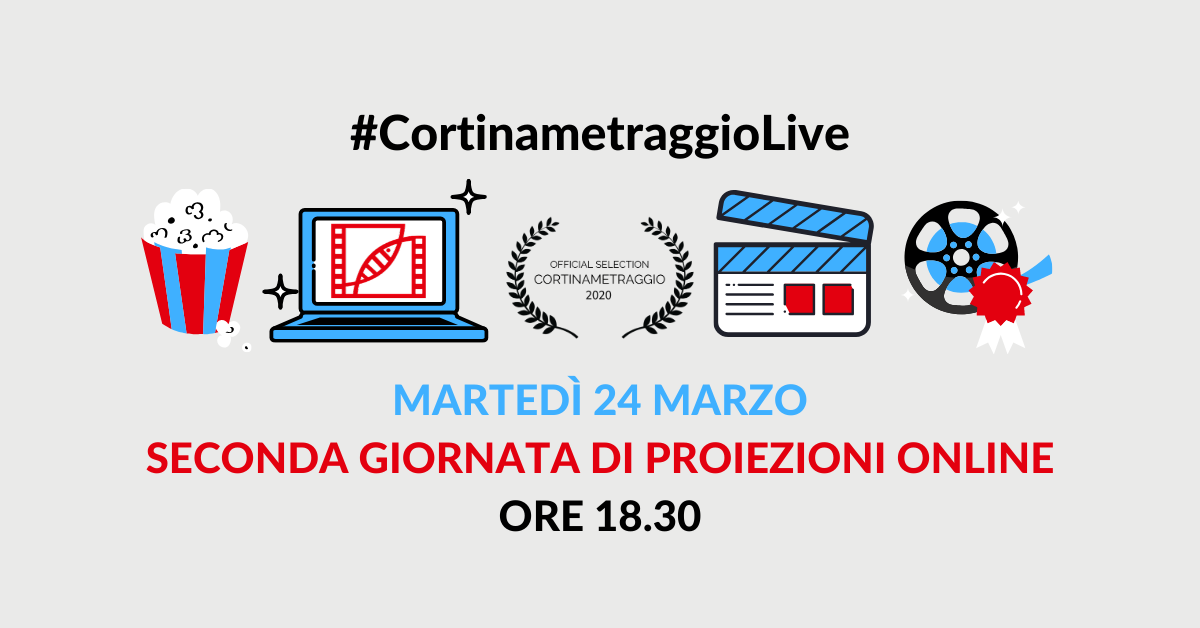 #CortinametraggioLive
OFFICIAL SELECTION
CORTINAMETRAGGIO
2020
MARTEDÌ 24 MARZO
SECONDA GIORNATA DI PROIEZIONI ONLINE
ORE 18.30